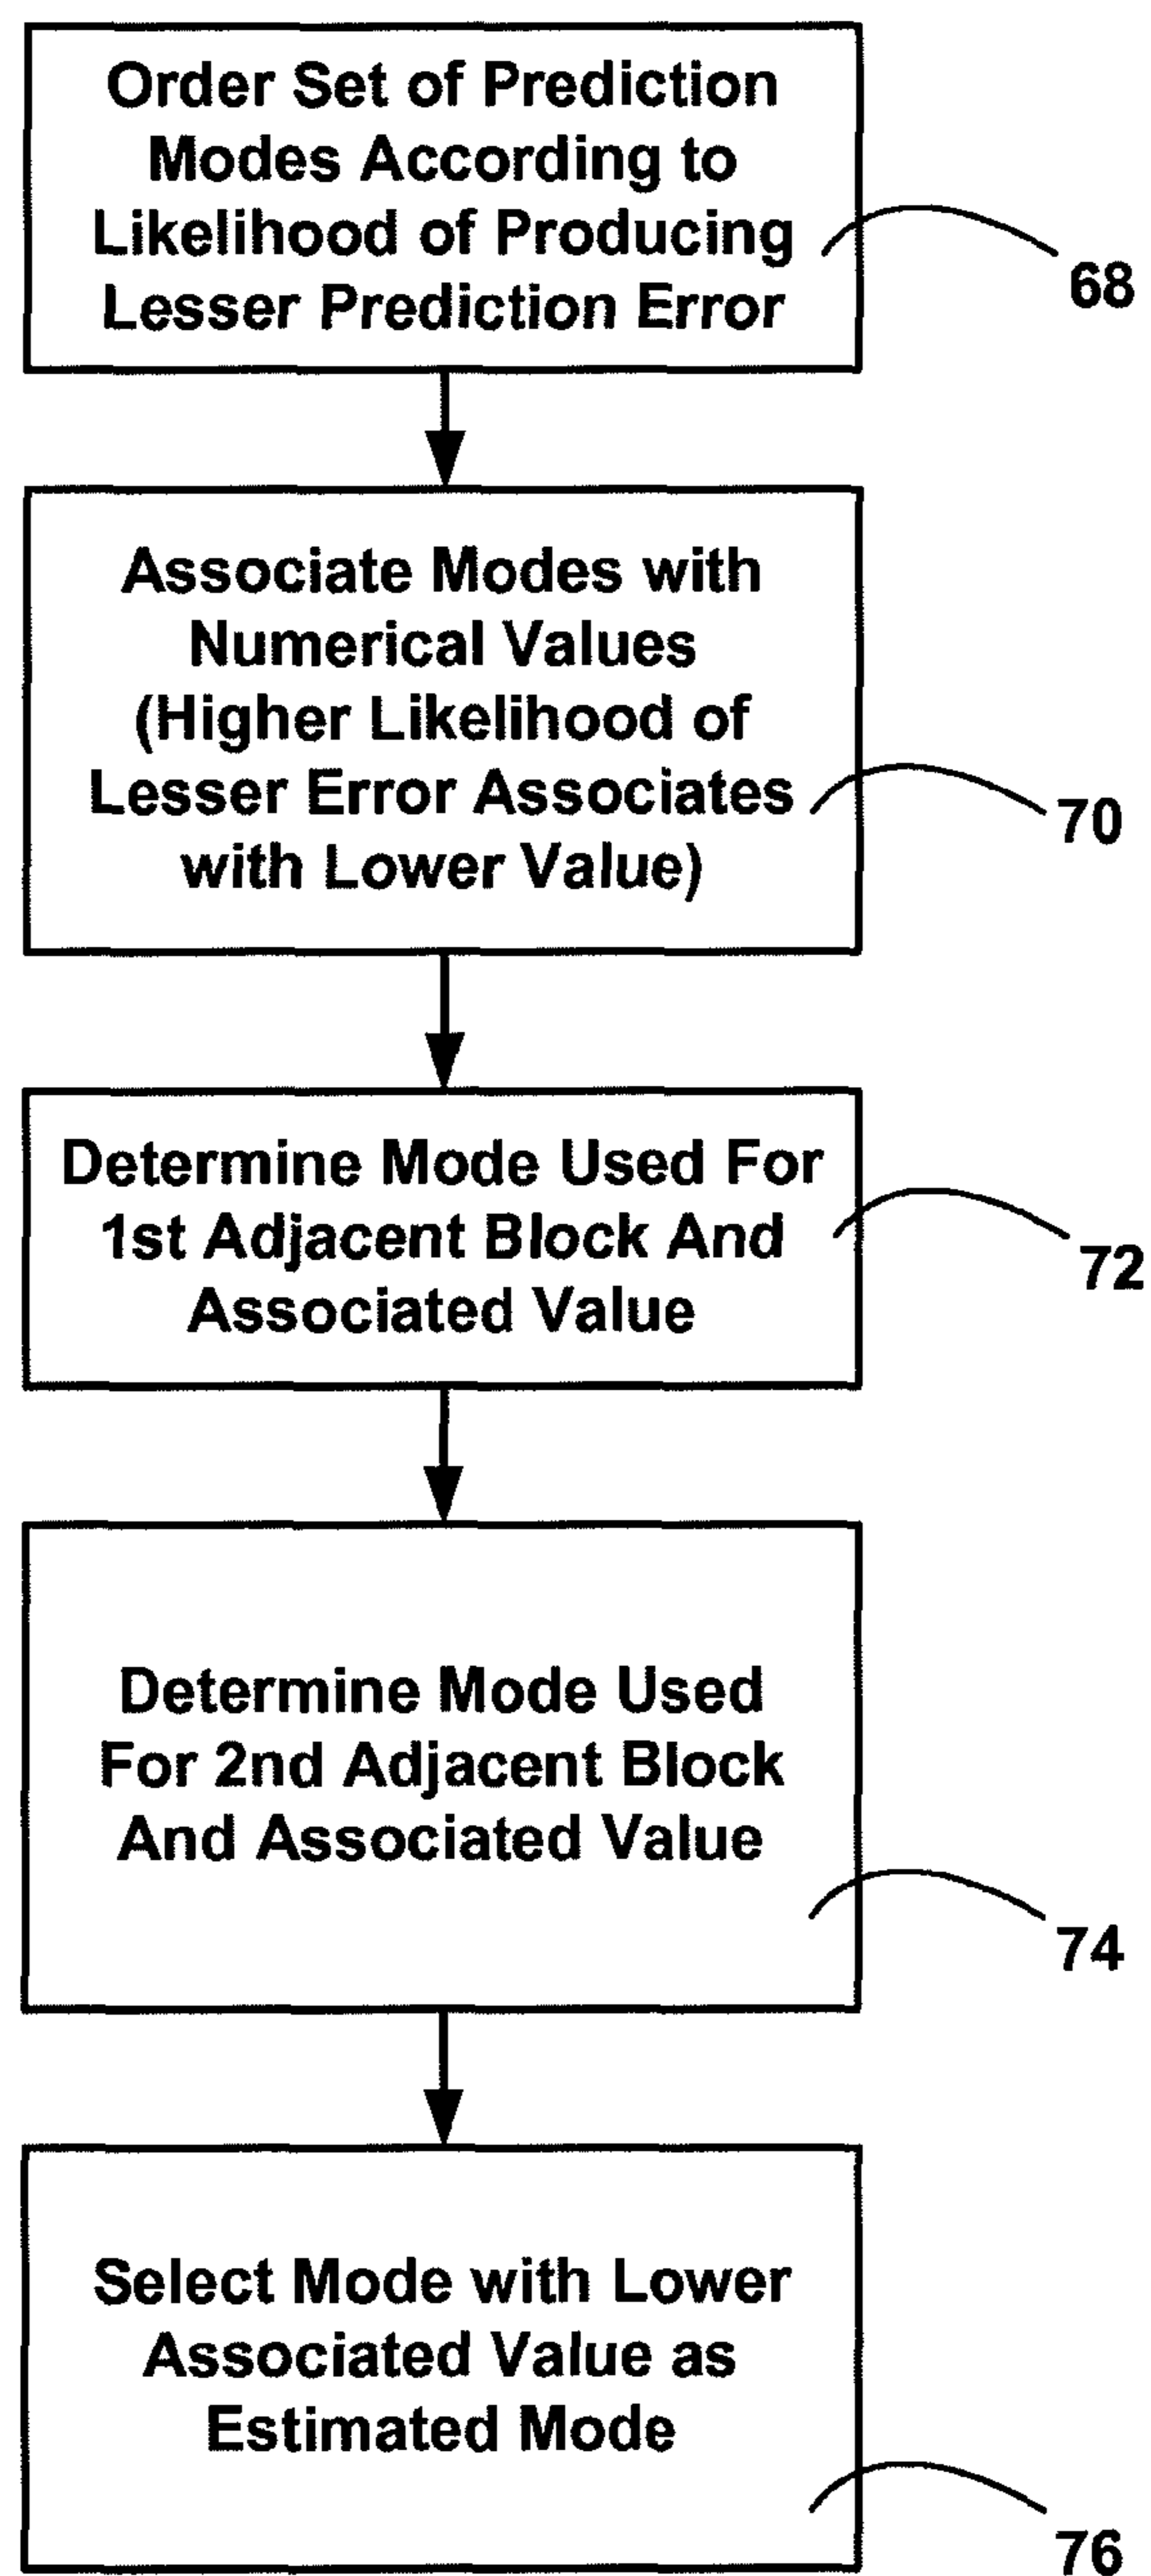 Order Set of Prediction
Modes According to
Likelihood of Producing
Lesser Prediction Error
68
Associate Modes with
Numerical Values
(Higher Likelihood of
Lesser Error Associates
with Lower Value)
70
Determine Mode Used For
1st Adjacent Block And
Associated Value
72
Determine Mode Used
For 2nd Adjacent Block
And Associated Value
74
Select Mode with Lower
Associated Value as
Estimated Mode
76